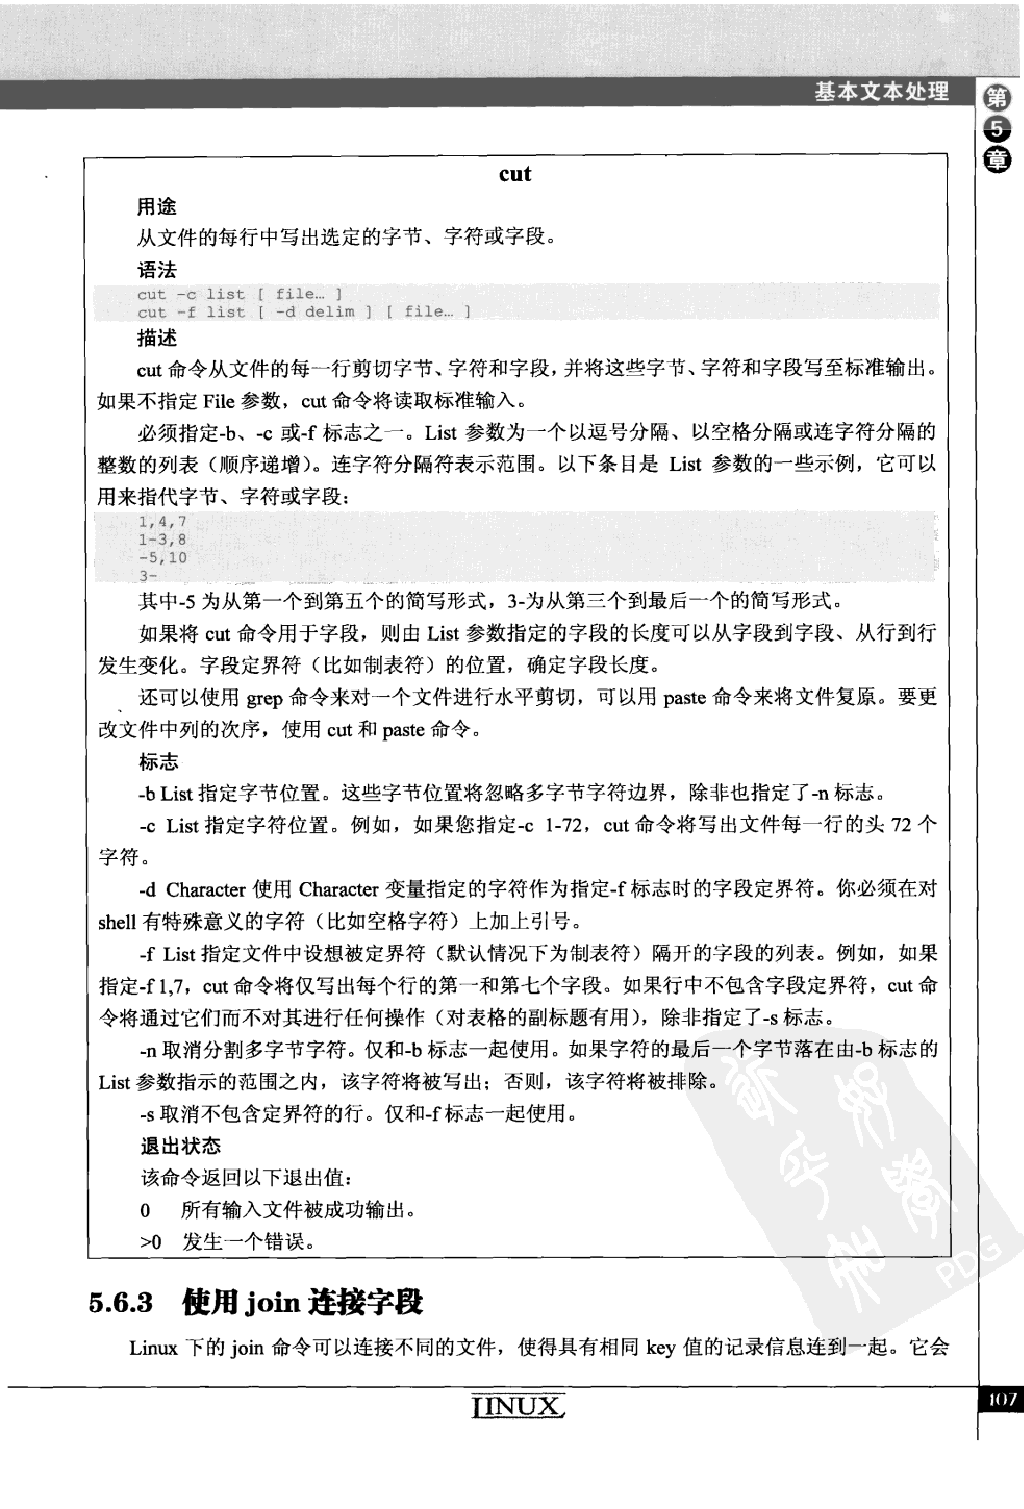 基本文本处理
第5章
cut
用途
从文件的每行中写出选定的字节、字符或字段。
语法
cut -c list [ file… ]
cut -f list [ -d delim ] [ file… ]
描述
cut 命令从文件的每一行剪切字节、字符和字段，并将这些字节、字符和字段写至标准输出。
如果不指定 File 参数，cut 命令将读取标准输入。
必须指定-b、-c 或-f 标志之一。List 参数为一个以逗号分隔、以空格分隔或连字符分隔的
整数的列表（顺序递增）。连字符分隔符表示范围。以下条目是 List 参数的一些示例，它可以
用来指代字节、字符或字段：
1,4,7
1-3,8
-5,10
3-
其中-5 为从第一个到第五个的简写形式，3-为从第三个到最后一个的简写形式。
如果将 cut 命令用于字段，则由 List 参数指定的字段的长度可以从字段到字段、从行到行
发生变化。字段定界符（比如制表符）的位置，确定字段长度。
还可以使用 grep 命令来对一个文件进行水平剪切，可以用 paste 命令来将文件复原。要更
改文件中列的次序，使用 cut 和 paste 命令。
标志
-b List 指定字节位置。这些字节位置将忽略多字节字符边界，除非也指定了-n 标志。
-c List 指定字符位置。例如，如果您指定-c 1-72，cut 命令将写出文件每一行的头 72 个
字符。
-d Character 使用 Character 变量指定的字符作为指定-f 标志时的字段定界符。你必须在对
shell 有特殊意义的字符（比如空格字符）上加上引号。
-f List 指定文件中设想被定界符（默认情况下为制表符）隔开的字段的列表。例如，如果
指定-f 1,7，cut 命令将仅写出每个行的第一和第七个字段。如果行中不包含字段定界符，cut 命
令将通过它们而不对其进行任何操作（对表格的副标题有用），除非指定了-s 标志。
-n 取消分割多字节字符。仅和-b 标志一起使用。如果字符的最后一个字节落在由-b 标志的
List 参数指示的范围之内，该字符将被写出；否则，该字符将被排除。
-s 取消不包含定界符的行。仅和-f 标志一起使用。
退出状态
该命令返回以下退出值：
0 所有输入文件被成功输出。
>0 发生一个错误。
PDG
5.6.3 使用 join 连接字段
Linux 下的 join 命令可以连接不同的文件，使得具有相同 key 值的记录信息连到一起。它会
LINUX
107